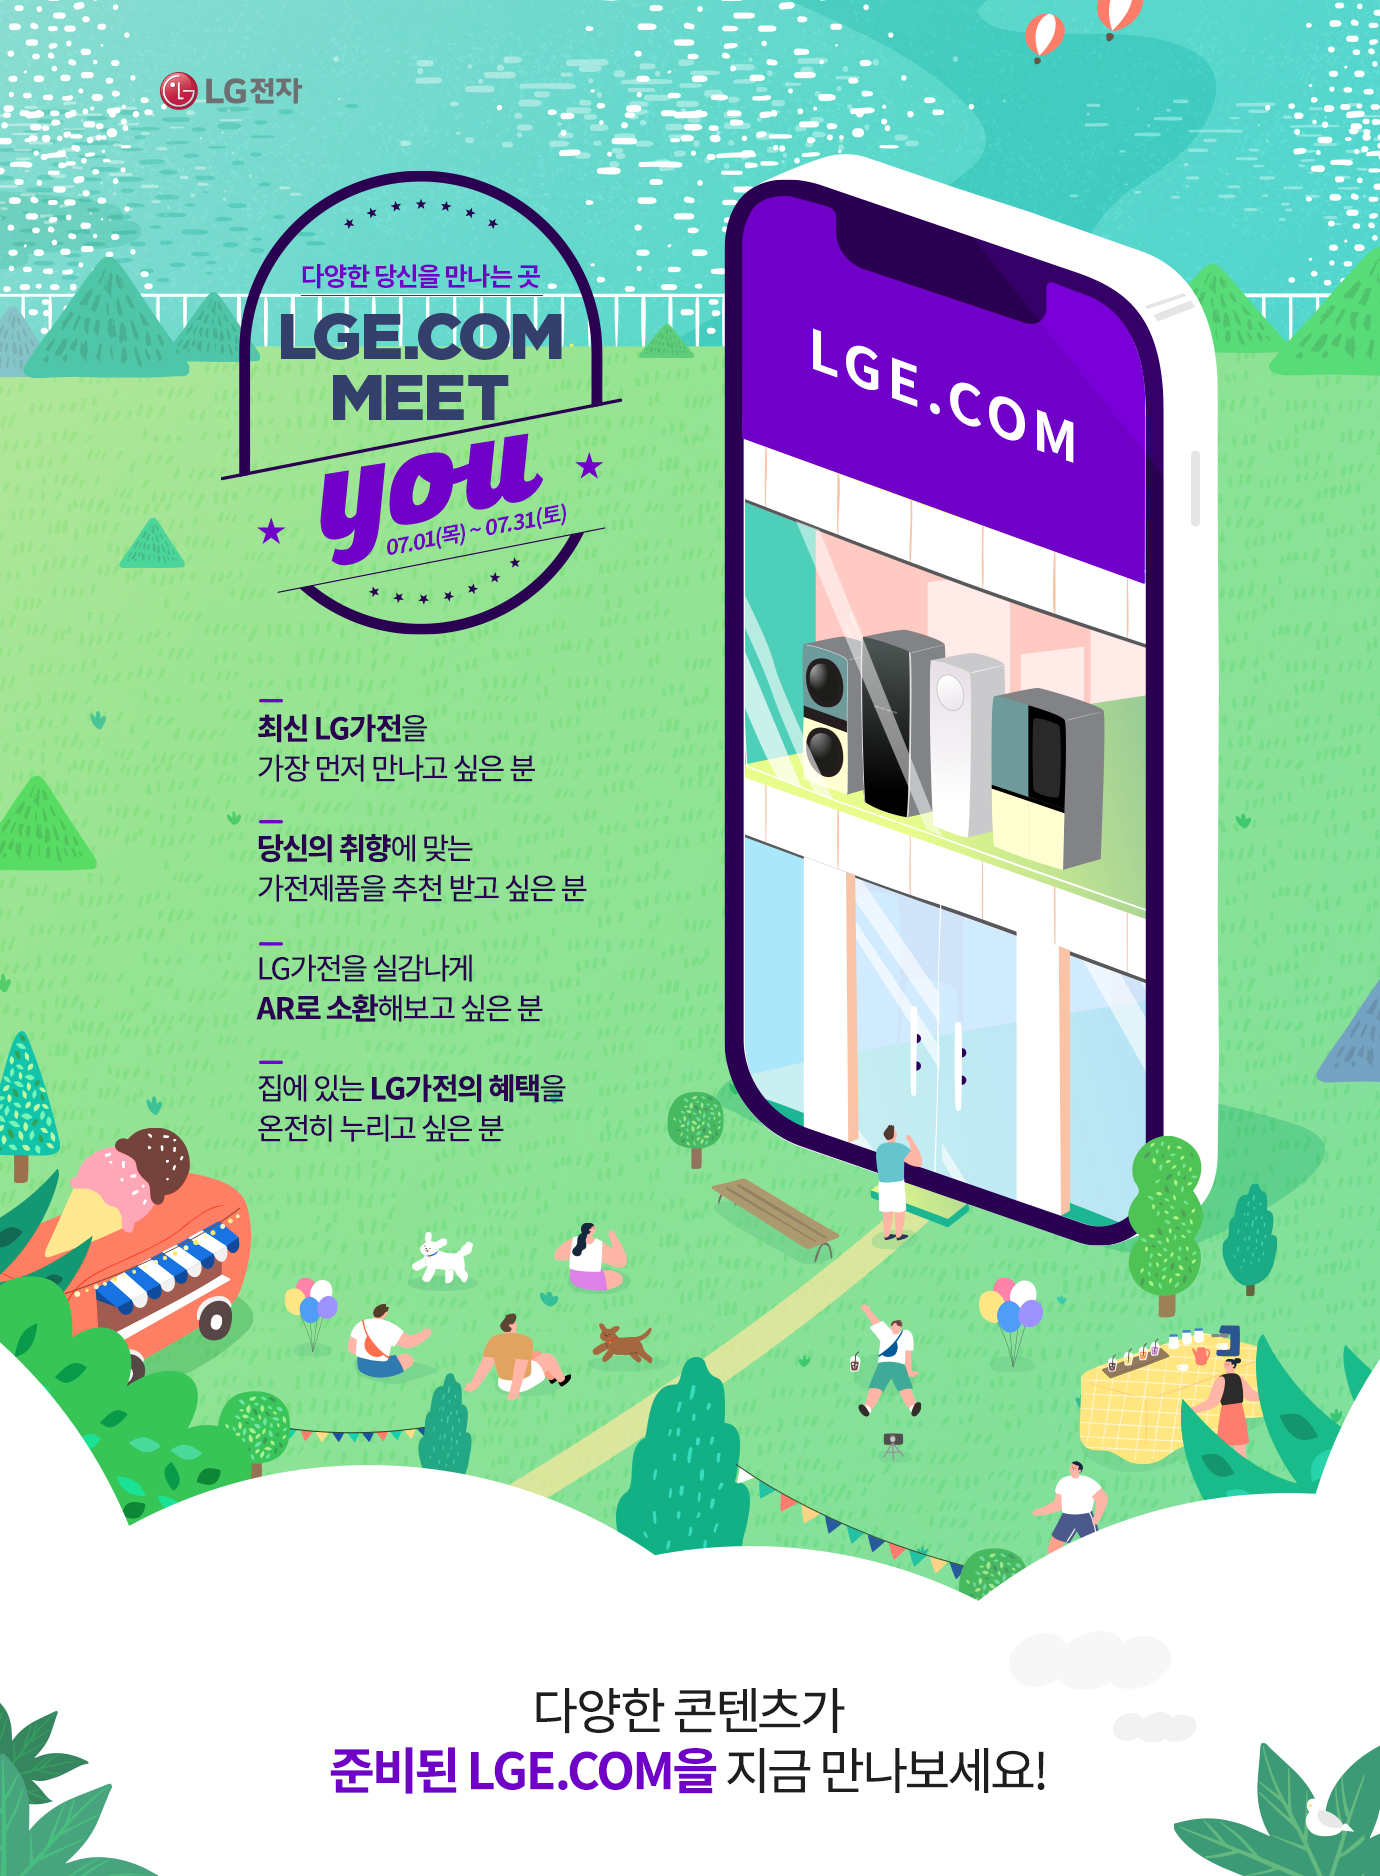 LG전자
다양한 당신을 만나는 곳
LGE.COM
MEET
you
07.01(목) ~ 07.31(토)
LGE.COM
최신 LG가전을
가장 먼저 만나고 싶은 분
당신의 취향에 맞는
가전제품을 추천 받고 싶은 분
LG가전을 실감나게
AR로 소환해보고 싶은 분
집에 있는 LG가전의 혜택을
온전히 누리고 싶은 분
다양한 콘텐츠가
준비된 LGE.COM을 지금 만나보세요!